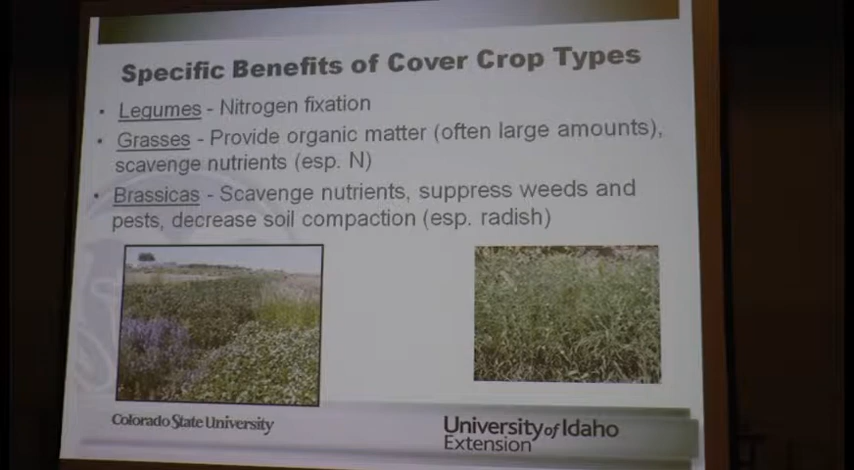 Specific Benefits of Cover Crop Types
• Legumes - Nitrogen fixation
• Grasses - Provide organic matter (often large amounts),
scavenge nutrients (esp. N)
• Brassicas - Scavenge nutrients, suppress weeds and
pests, decrease soil compaction (esp. radish)
Colorado State University
University of Idaho
Extension